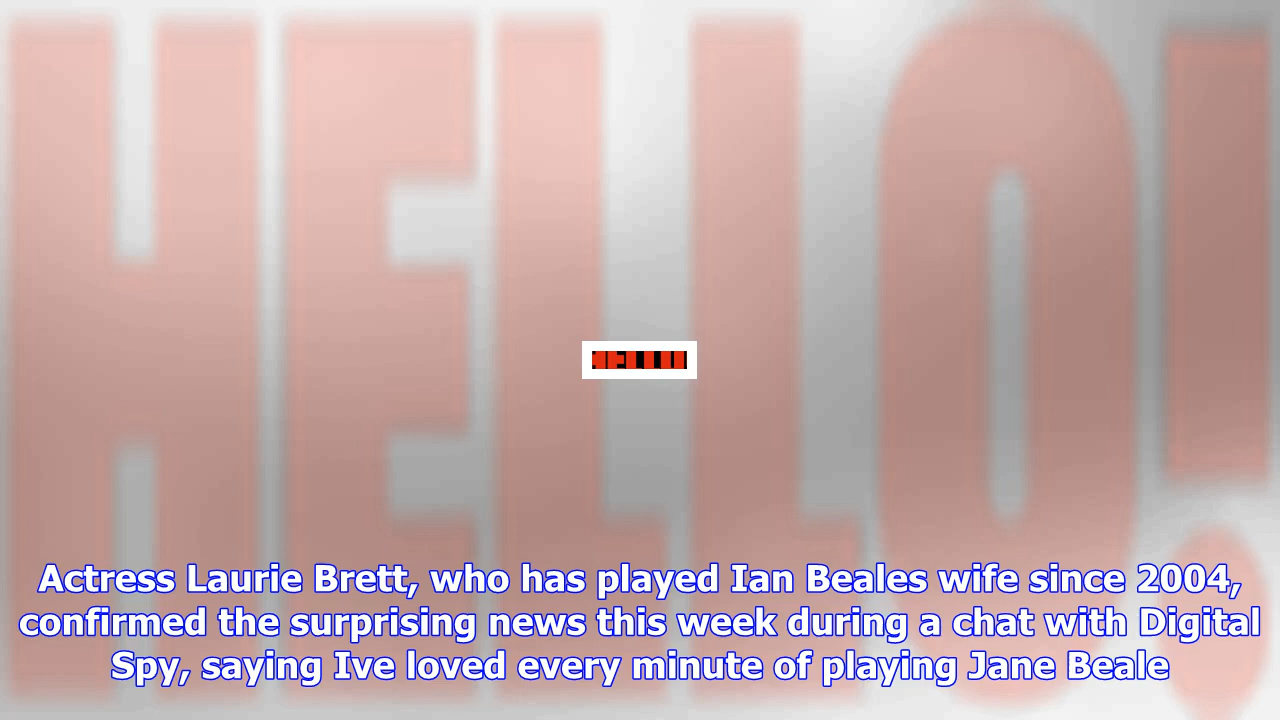 HELLO!
Actress Laurie Brett, who has played Ian Beales wife since 2004,
confirmed the surprising news this week during a chat with Digital
Spy, saying Ive loved every minute of playing Jane Beale